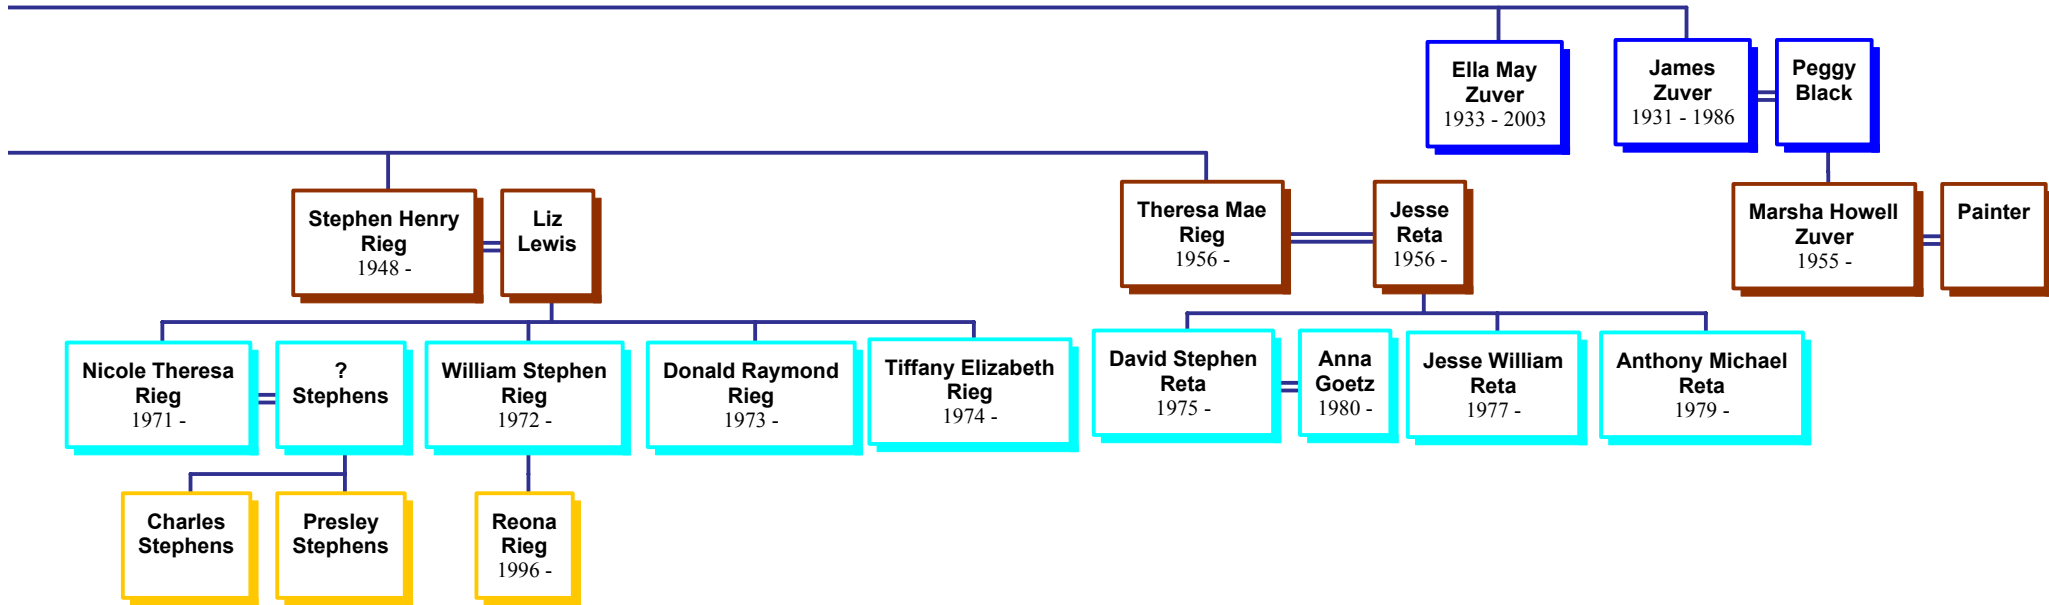 Ella May
Zuver
1933 - 2003
James
Zuver
1931 - 1986
Peggy
Black
Stephen Henry
Rieg
1948 -
Liz
Lewis
Theresa Mae
Rieg
1956 -
Jesse
Reta
1956 -
Marsha Howell
Zuver
1955 -
Painter
Nicole Theresa
Rieg
1971 -
?
Stephens
William Stephen
Rieg
1972 -
Donald Raymond
Rieg
1973 -
Tiffany Elizabeth
Rieg
1974 -
David Stephen
Reta
1975 -
Anna
Goetz
1980 -
Jesse William
Reta
1977 -
Anthony Michael
Reta
1979 -
Charles
Stephens
Presley
Stephens
Reona
Rieg
1996 -